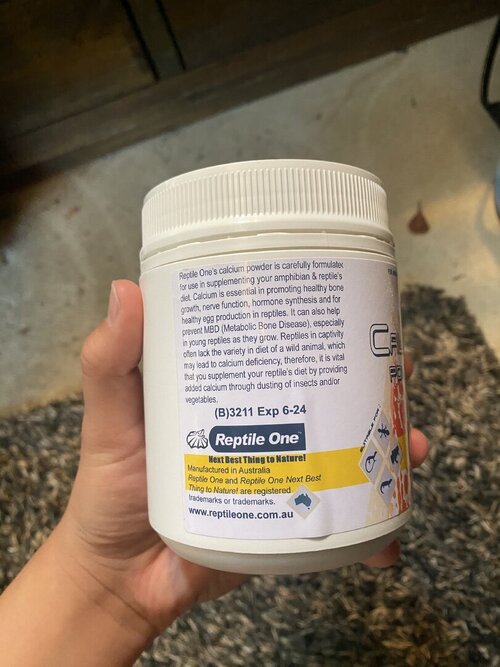 Reptile One's calcium powder is carefully formulated
for use in supplementing your amphibian & reptile's
diet. Calcium is essential in promoting healthy bone
growth, nerve function, hormone synthesis and for
healthy egg production in reptiles. It can also help
prevent MBD (Metabolic Bone Disease), especially
in young reptiles as they grow. Reptiles in captivity
often lack the variety in diet of a wild animal, which
may lead to calcium deficiency, therefore, it is vital
that you supplement your reptile's diet by providing
added calcium through dusting of insects and/or
vegetables.
(B)3211 Exp 6-24
Reptile One™
Next Best Thing to Nature!
Manufactured in Australia
Reptile One and Reptile One Next Best
Thing to Nature! are registered
trademarks or trademarks.
www.reptileone.com.au
SUITABLE FOR